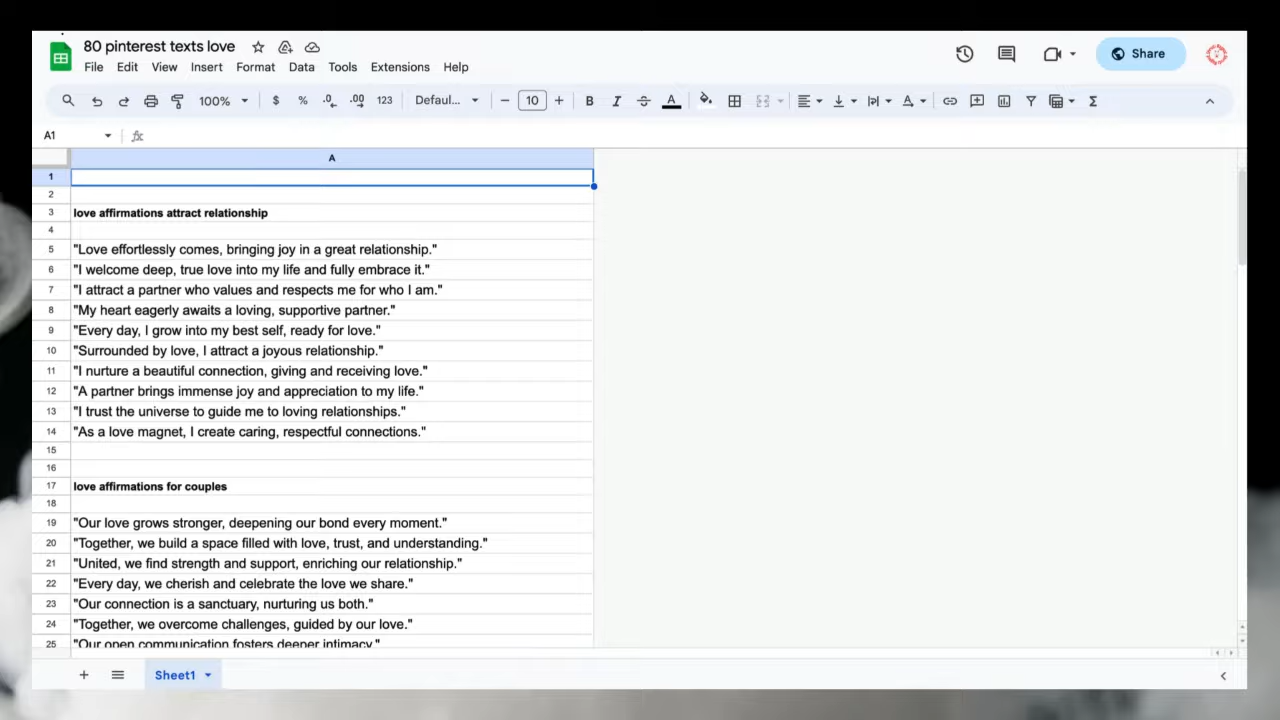 80 pinterest texts love
File Edit View Insert Format Data Tools Extensions Help
Share
100% $ % .0 .00 123 Defaul... 10 B I A
A1 fx
A
1
2
3 love affirmations attract relationship
4
5 "Love effortlessly comes, bringing joy in a great relationship."
6 "I welcome deep, true love into my life and fully embrace it."
7 "I attract a partner who values and respects me for who I am."
8 "My heart eagerly awaits a loving, supportive partner."
9 "Every day, I grow into my best self, ready for love."
10 "Surrounded by love, I attract a joyous relationship."
11 "I nurture a beautiful connection, giving and receiving love."
12 "A partner brings immense joy and appreciation to my life."
13 "I trust the universe to guide me to loving relationships."
14 "As a love magnet, I create caring, respectful connections."
15
16
17 love affirmations for couples
18
19 "Our love grows stronger, deepening our bond every moment."
20 "Together, we build a space filled with love, trust, and understanding."
21 "United, we find strength and support, enriching our relationship."
22 "Every day, we cherish and celebrate the love we share."
23 "Our connection is a sanctuary, nurturing us both."
24 "Together, we overcome challenges, guided by our love."
25 "Our open communication fosters deeper intimacy."
Sheet1